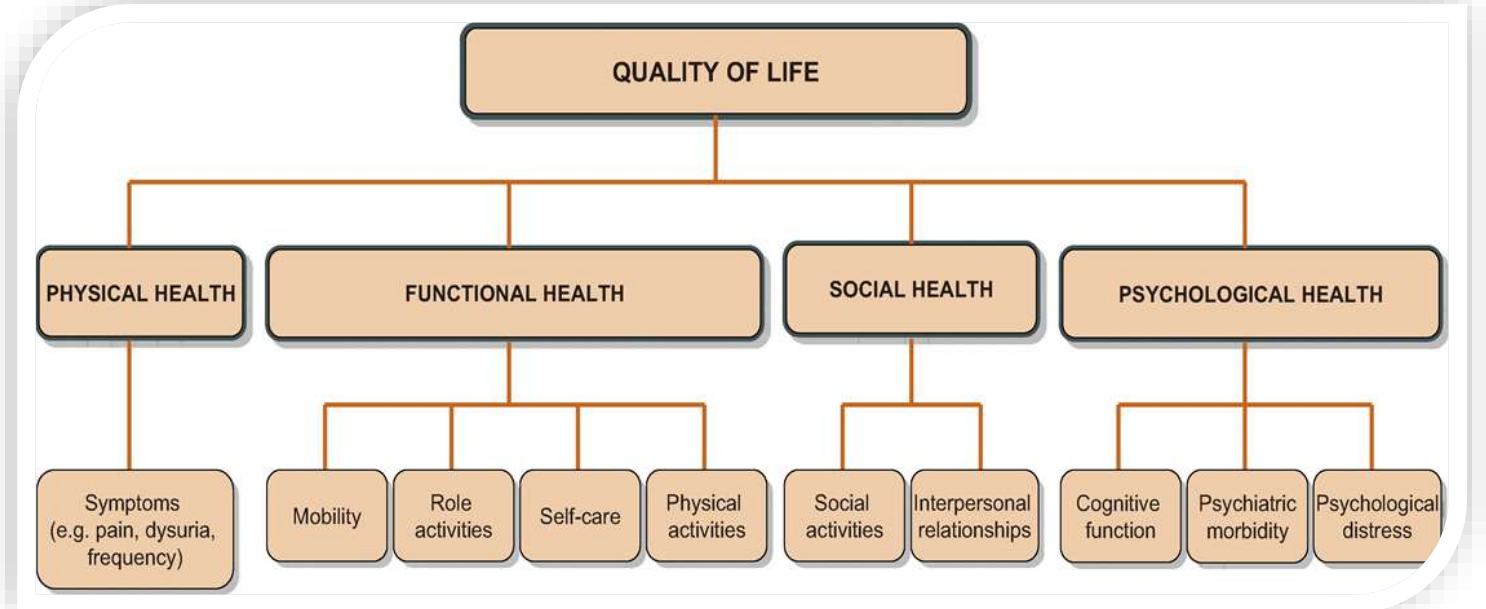 QUALITY OF LIFE
PHYSICAL HEALTH
FUNCTIONAL HEALTH
SOCIAL HEALTH
PSYCHOLOGICAL HEALTH
Symptoms
(e.g. pain, dysuria,
frequency)
Mobility
Role
activities
Self-care
Physical
activities
Social
activities
Interpersonal
relationships
Cognitive
function
Psychiatric
morbidity
Psychological
distress